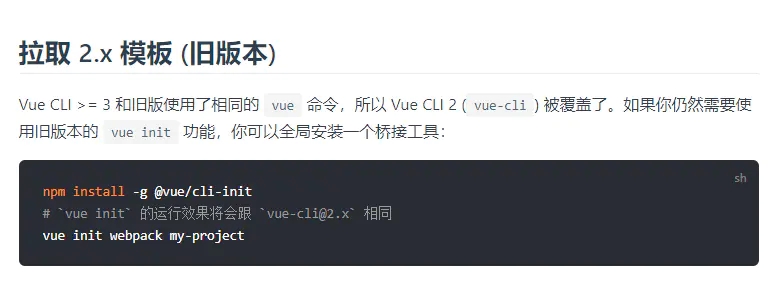 拉取 2.x 模板 (旧版本)
Vue CLI >= 3 和旧版使用了相同的 vue 命令，所以 Vue CLI 2 (vue-cli) 被覆盖了。如果你仍然需要使
用旧版本的 vue init 功能，你可以全局安装一个桥接工具：
sh
npm install -g @vue/cli-init
# `vue init` 的运行效果将会跟 `vue-cli@2.x` 相同
vue init webpack my-project